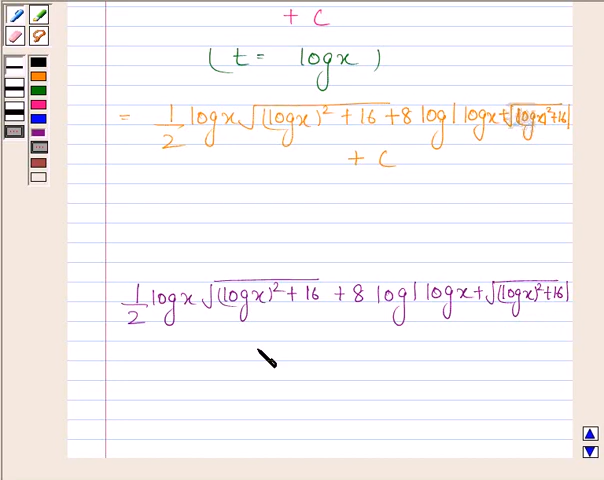 + C
( t = log x )
= 1/2 log x √((log x)² + 16) + 8 log | log x + √((log x)² + 16) |
+ C
1/2 log x √((log x)² + 16) + 8 log | log x + √((log x)² + 16) |